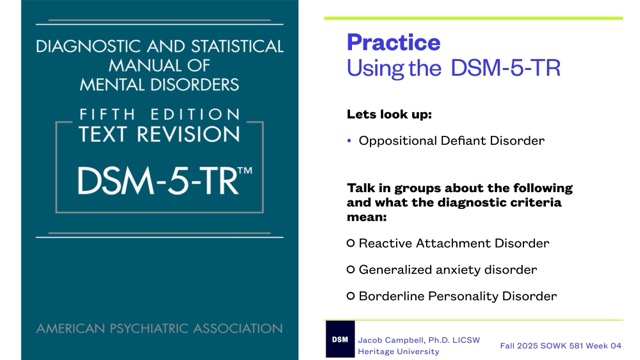 DIAGNOSTIC AND STATISTICAL
MANUAL OF
MENTAL DISORDERS
FIFTH EDITION
TEXT REVISION
DSM-5-TR™
AMERICAN PSYCHIATRIC ASSOCIATION
Practice
Using the DSM-5-TR
Lets look up:
• Oppositional Defiant Disorder
Talk in groups about the following
and what the diagnostic criteria
mean:
Reactive Attachment Disorder
Generalized anxiety disorder
Borderline Personality Disorder
DSM
Jacob Campbell, Ph.D. LICSW
Heritage University
Fall 2025 SOWK 581 Week 04